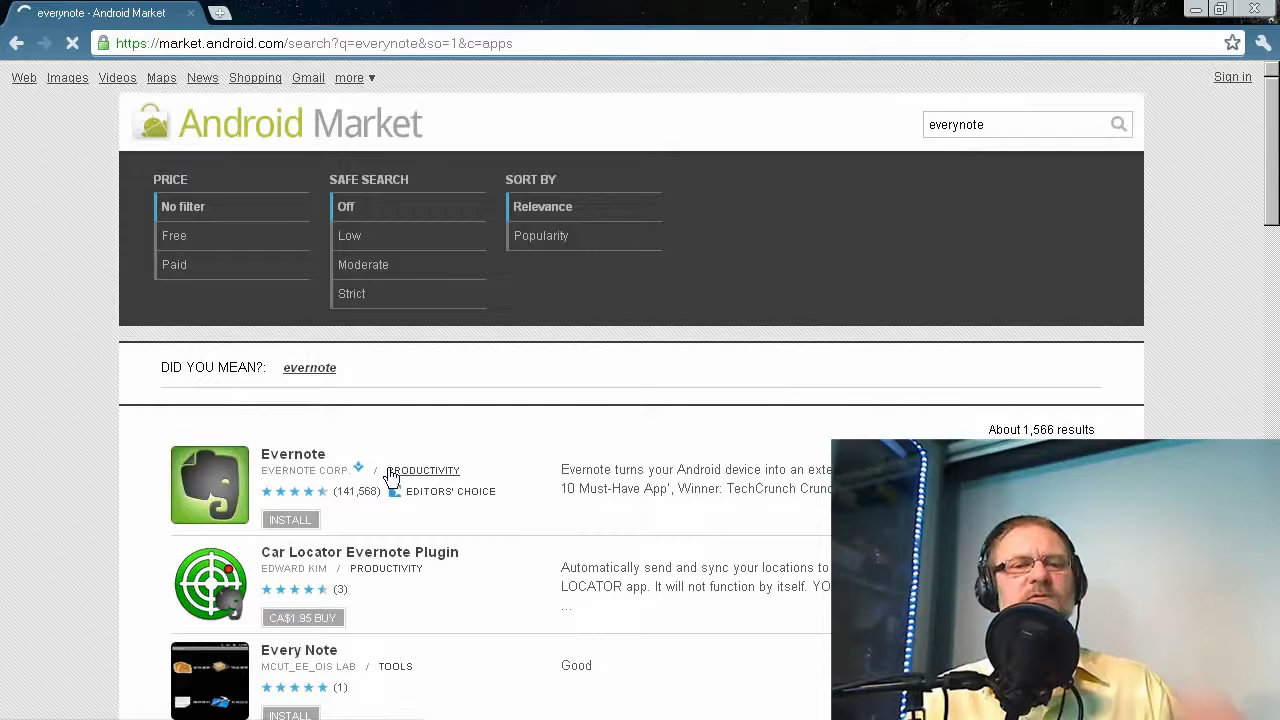 everynote - Android Market
https://market.android.com/search?q=everynote&so=1&c=apps
Web Images Videos Maps News Shopping Gmail more ▼ Sign in
Android Market
everynote
PRICE SAFE SEARCH SORT BY
No filter Off Relevance
Free Low Popularity
Paid Moderate
Strict
DID YOU MEAN?: evernote
About 1,566 results
Evernote
EVERNOTE CORP. / PRODUCTIVITY
Evernote turns your Android device into an exte
(141,568) EDITORS' CHOICE
10 Must-Have App', Winner: TechCrunch Crunc
INSTALL
Car Locator Evernote Plugin
EDWARD KIM / PRODUCTIVITY
Automatically send and sync your locations to
(3)
LOCATOR app. It will not function by itself. YO
...
CA$1.95 BUY
Every Note
MCUT_EE_OIS LAB / TOOLS
Good
(1)
INSTALL